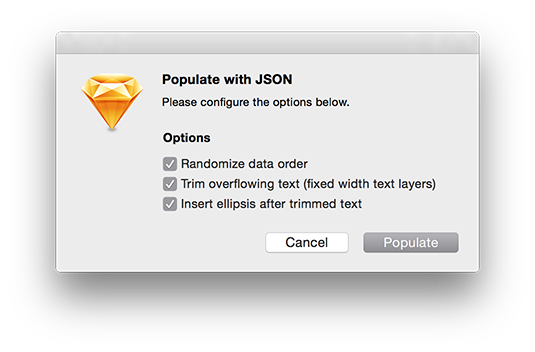 Populate with JSON
Please configure the options below.
Options
Randomize data order
Trim overflowing text (fixed width text layers)
Insert ellipsis after trimmed text
Cancel
Populate